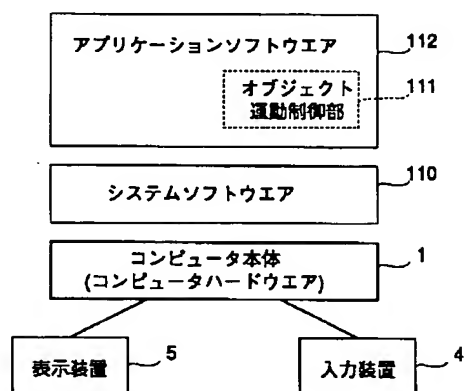 アプリケーションソフトウエア
112
オブジェクト
運動制御部
111
システムソフトウエア
110
コンピュータ本体
(コンピュータハードウエア)
1
表示装置
5
入力装置
4